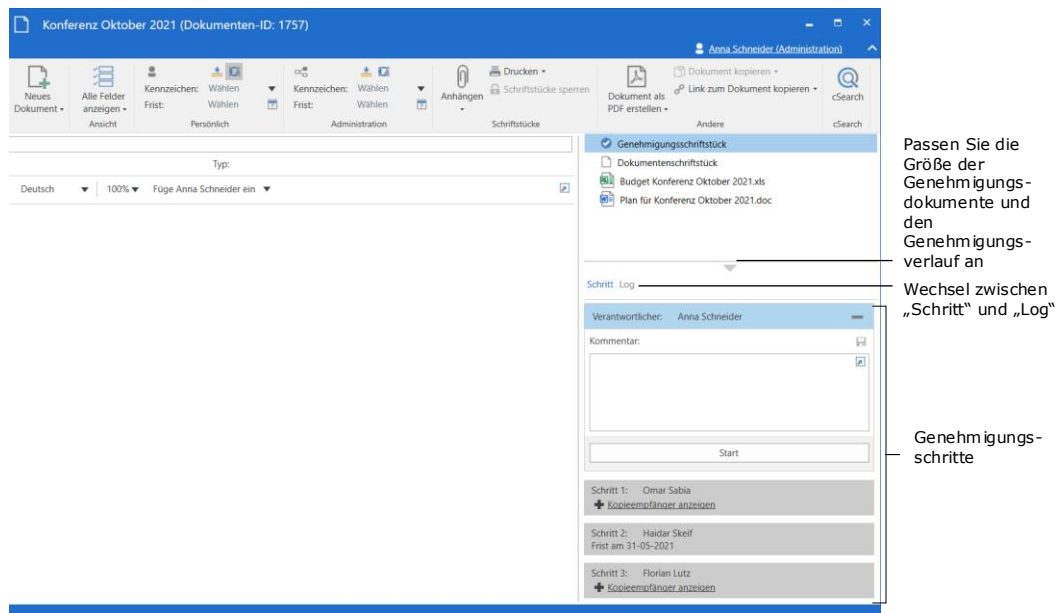 Konferenz Oktober 2021 (Dokumenten-ID: 1757)
Anna Schneider (Administration)
Neues
Dokument
Alle Felder
anzeigen
Ansicht
Kennzeichen: Wählen
Frist: Wählen
7
Persönlich
Kennzeichen: Wählen
Frist: Wählen
7
Administration
Anhängen
Drucken
Schriftstücke sperren
Schriftstücke
Dokument als
PDF erstellen
Dokument kopieren
Link zum Dokument kopieren
Andere
cSearch
cSearch
Typ:
Deutsch 100% Füge Anna Schneider ein
Genehmigungsschriftstück
Dokumentenschriftstück
Budget Konferenz Oktober 2021.xls
Plan für Konferenz Oktober 2021.doc
Schritt Log
Verantwortlicher: Anna Schneider
Kommentar:
Start
Schritt 1: Omar Sabia
Kopieempfänger anzeigen
Schritt 2: Haidar Skeif
Frist am 31-05-2021
Schritt 3: Florian Lutz
Kopieempfänger anzeigen
Passen Sie die
Größe der
Genehmigungs-
dokumente und
den
Genehmigungs-
verlauf an
Wechsel zwischen
„Schritt“ und „Log“
Genehmigungs-
schritte